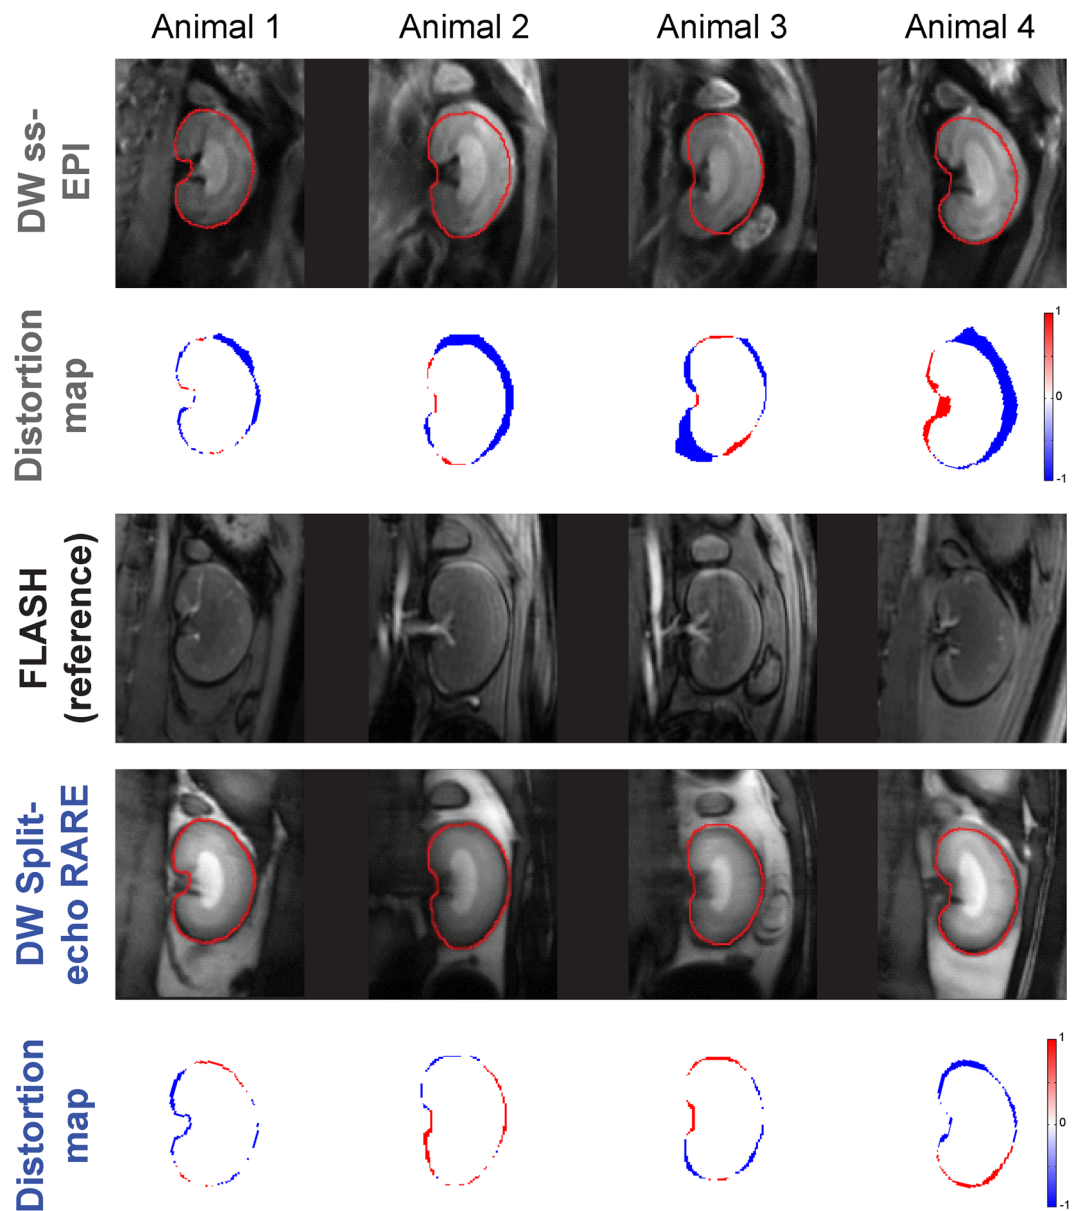 Animal 1
Animal 2
Animal 3
Animal 4
DW ss-
EPI
Distortion
map
1
0
-1
FLASH
(reference)
DW Split-
echo RARE
Distortion
map
1
0
-1